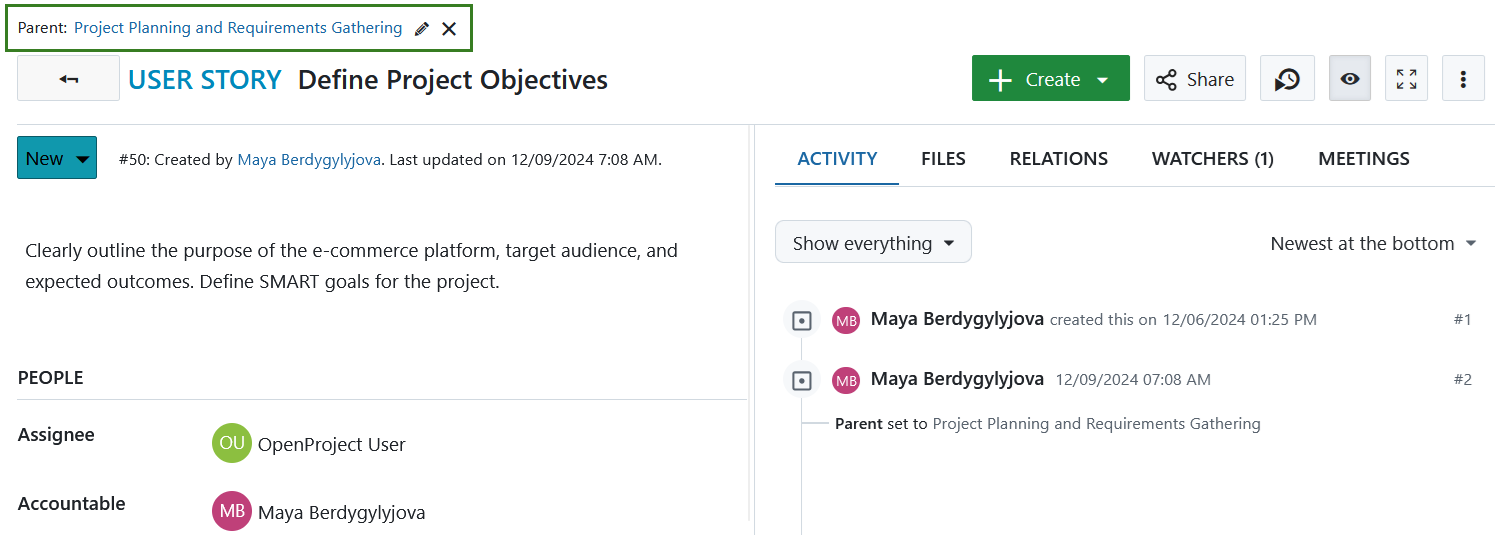 Parent: Project Planning and Requirements Gathering
USER STORY Define Project Objectives
Create
Share
New
#50: Created by Maya Berdygylyjova. Last updated on 12/09/2024 7:08 AM.
Clearly outline the purpose of the e-commerce platform, target audience, and
expected outcomes. Define SMART goals for the project.
PEOPLE
Assignee
OU OpenProject User
Accountable
MB Maya Berdygylyjova
ACTIVITY FILES RELATIONS WATCHERS (1) MEETINGS
Show everything
Newest at the bottom
MB Maya Berdygylyjova created this on 12/06/2024 01:25 PM #1
MB Maya Berdygylyjova 12/09/2024 07:08 AM #2
Parent set to Project Planning and Requirements Gathering